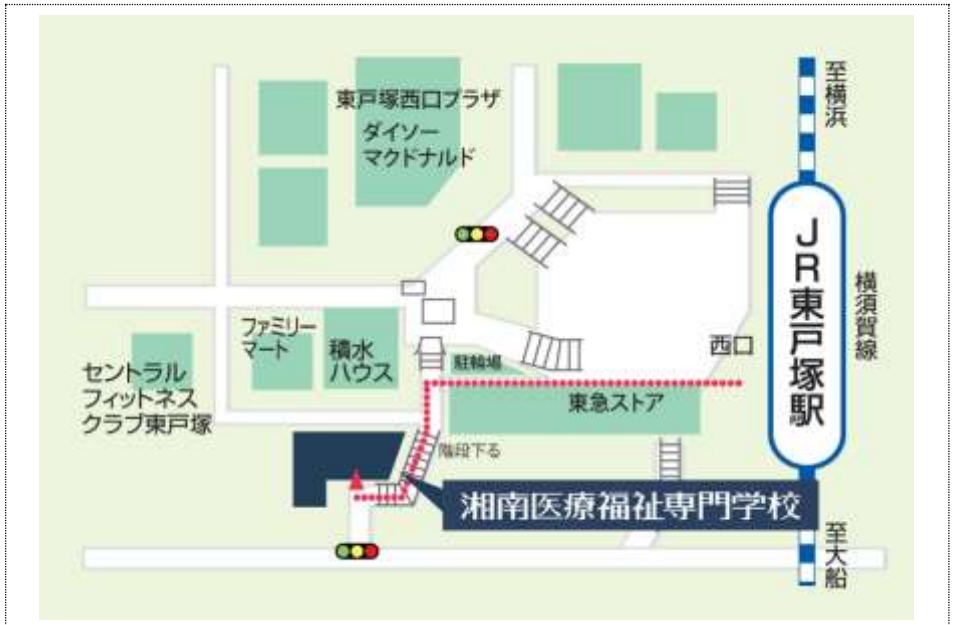 東戸塚西口プラザ
ダイソー
マクドナルド
至横浜
JR東戸塚駅
横須賀線
西口
ファミリー
マート
積水
ハウス
駐輪場
セントラル
フィットネス
クラブ東戸塚
東急ストア
階段下る
湘南医療福祉専門学校
至大船